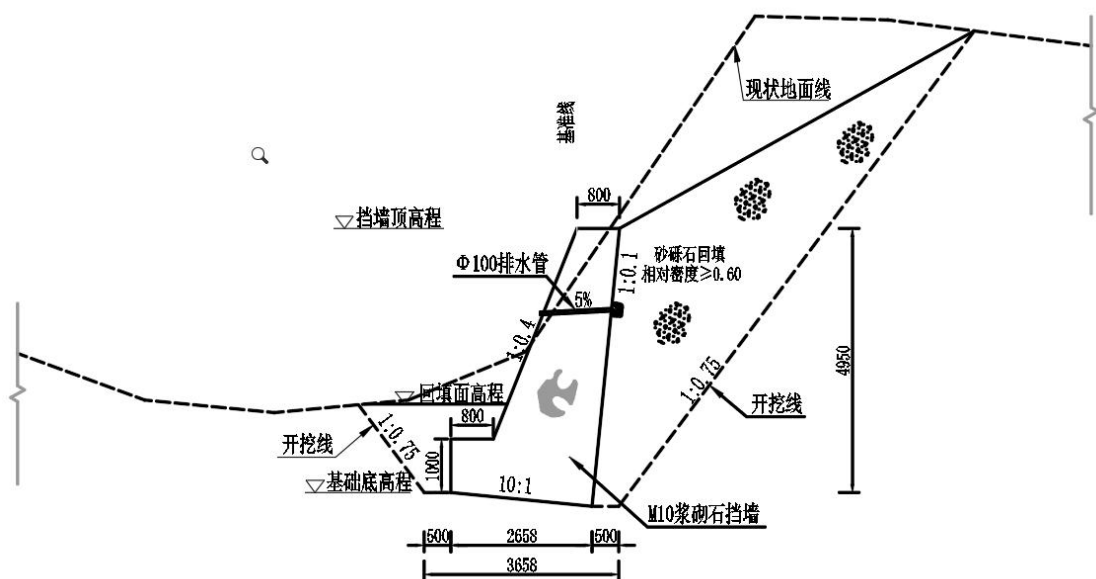 现状地面线
基准线
800
挡墙顶高程
Φ100排水管
砂砾石回填
相对密度≥0.60
1:0.1
5%
1:0.4
4950
1:0.75
回填面高程
开挖线
800
1:0.75
开挖线
1000
基础底高程
10:1
M10浆砌石挡墙
500
2658
500
3658